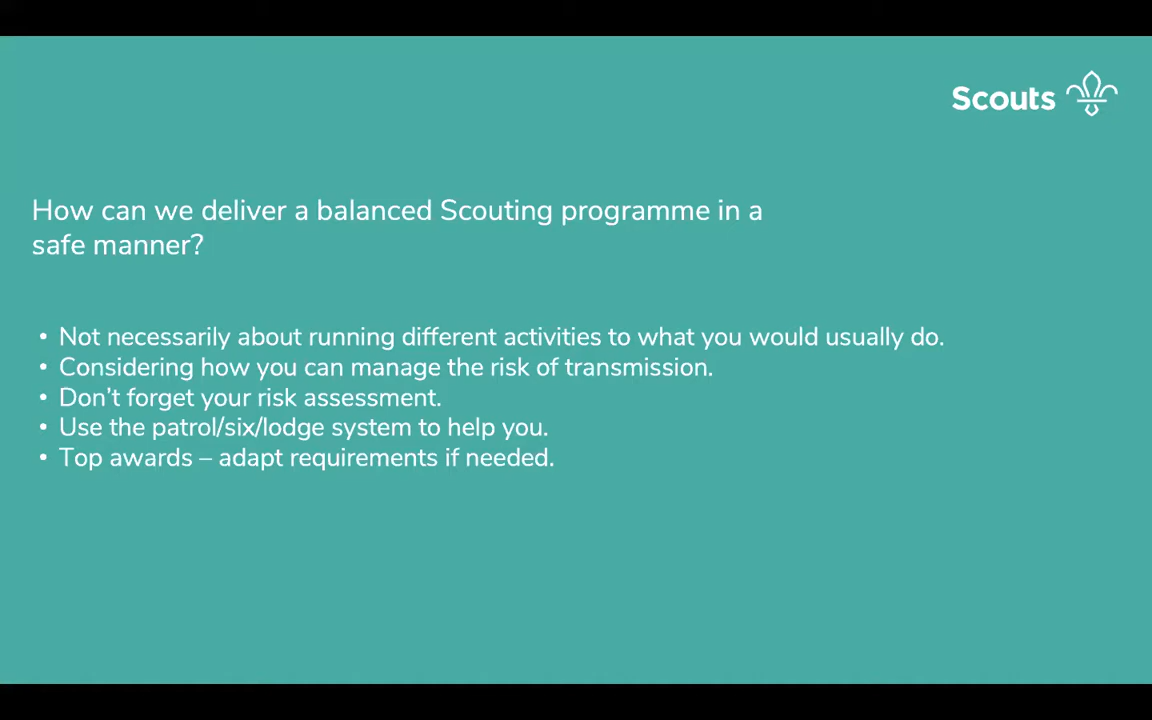 Scouts
How can we deliver a balanced Scouting programme in a
safe manner?
• Not necessarily about running different activities to what you would usually do.
• Considering how you can manage the risk of transmission.
• Don’t forget your risk assessment.
• Use the patrol/six/lodge system to help you.
• Top awards – adapt requirements if needed.